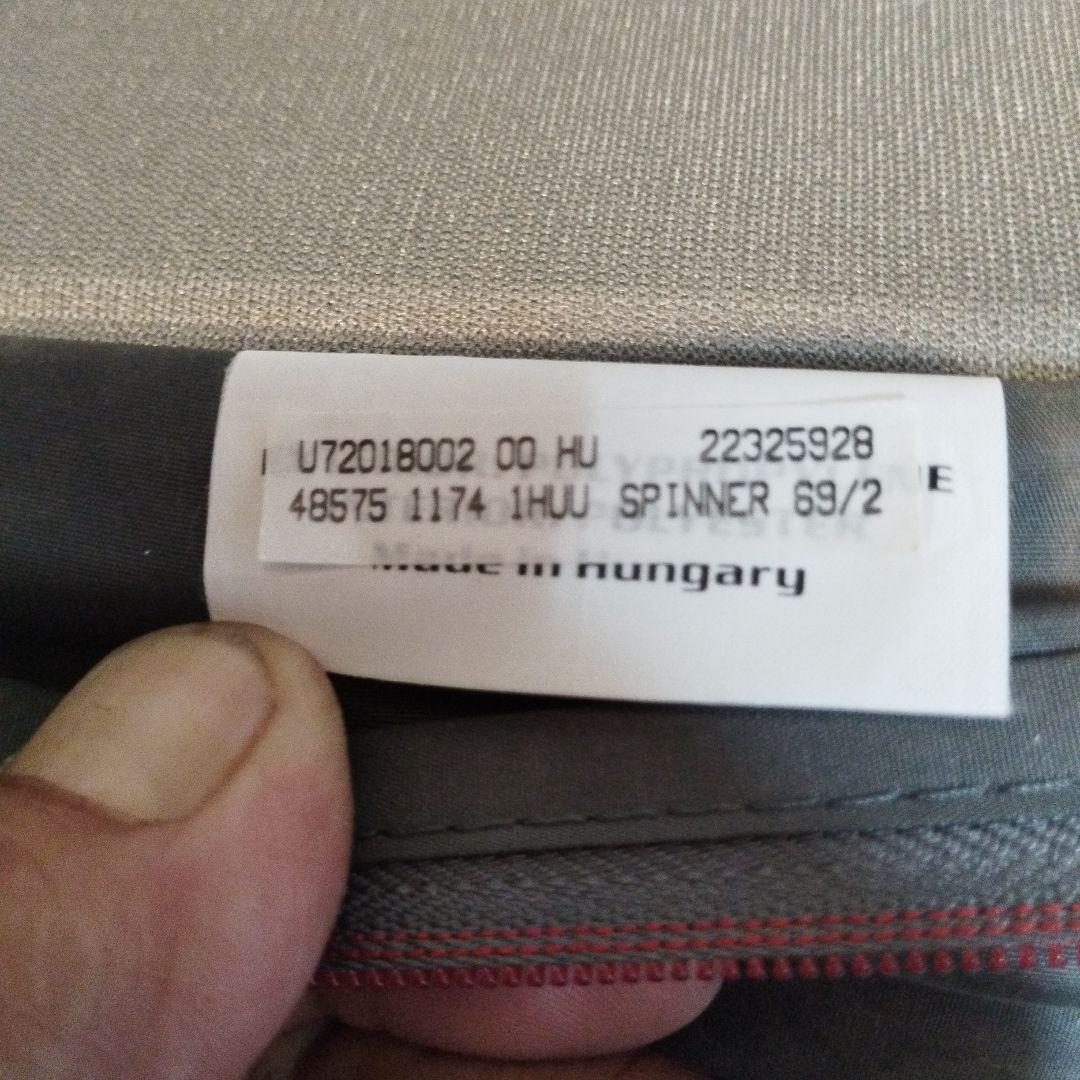 U72018002 00 HU 22325928
48575 1174 1HUU SPINNER 69/2
Made in Hungary